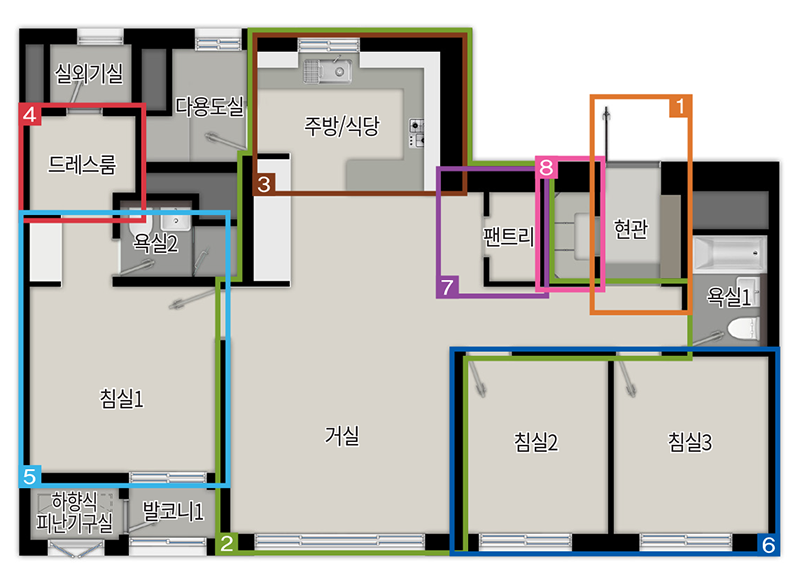 1
실외기실
다용도실
4
주방/식당
드레스룸
8
3
현관
팬트리
욕실2
7
욕실1
침실1
거실
침실2
침실3
5
하향식
피난기구실
발코니1
2
6